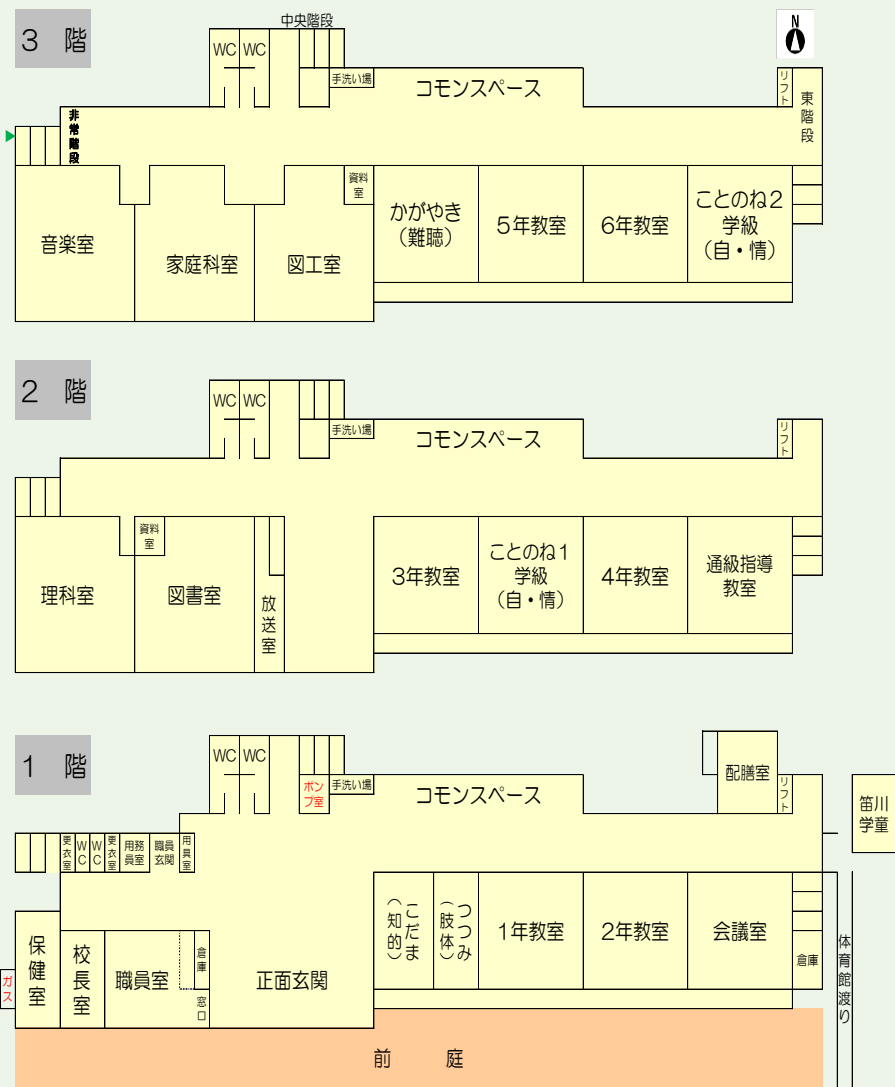 3 階
中央階段
N
WC WC
手洗い場
コモンスペース
リフト
東階段
非常階段
資料室
音楽室
家庭科室
図工室
かがやき
（難聴）
5年教室
6年教室
ことのね2
学級
（自・情）
2 階
WC WC
手洗い場
コモンスペース
リフト
理科室
資料室
図書室
放送室
3年教室
ことのね1
学級
（自・情）
4年教室
通級指導
教室
1 階
WC WC
ポンプ室
手洗い場
コモンスペース
配膳室
リフト
笛川
学童
更衣室
WC
WC
更衣室
用務員室
職員玄関
用具室
保健室
校長室
職員室
倉庫
窓口
正面玄関
こだま
（知的）
つつみ
（肢体）
1年教室
2年教室
会議室
倉庫
体育館渡り
ガス
前 庭